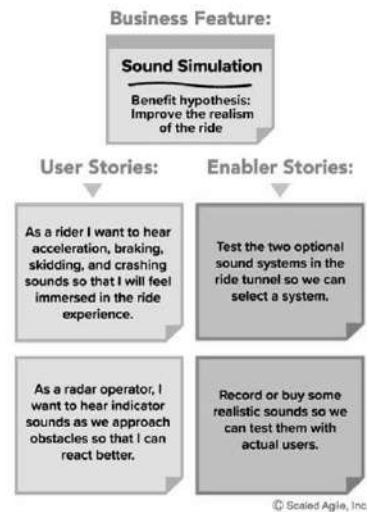 Business Feature:
Sound Simulation
Benefit hypothesis:
Improve the realism
of the ride
User Stories:
As a rider I want to hear
acceleration, braking,
skidding, and crashing
sounds so that I will feel
immersed in the ride
experience.
As a radar operator, I
want to hear indicator
sounds as we approach
obstacles so that I can
react better.
Enabler Stories:
Test the two optional
sound systems in the
ride tunnel so we can
select a system.
Record or buy some
realistic sounds so we
can test them with
actual users.
© Scaled Agile, Inc